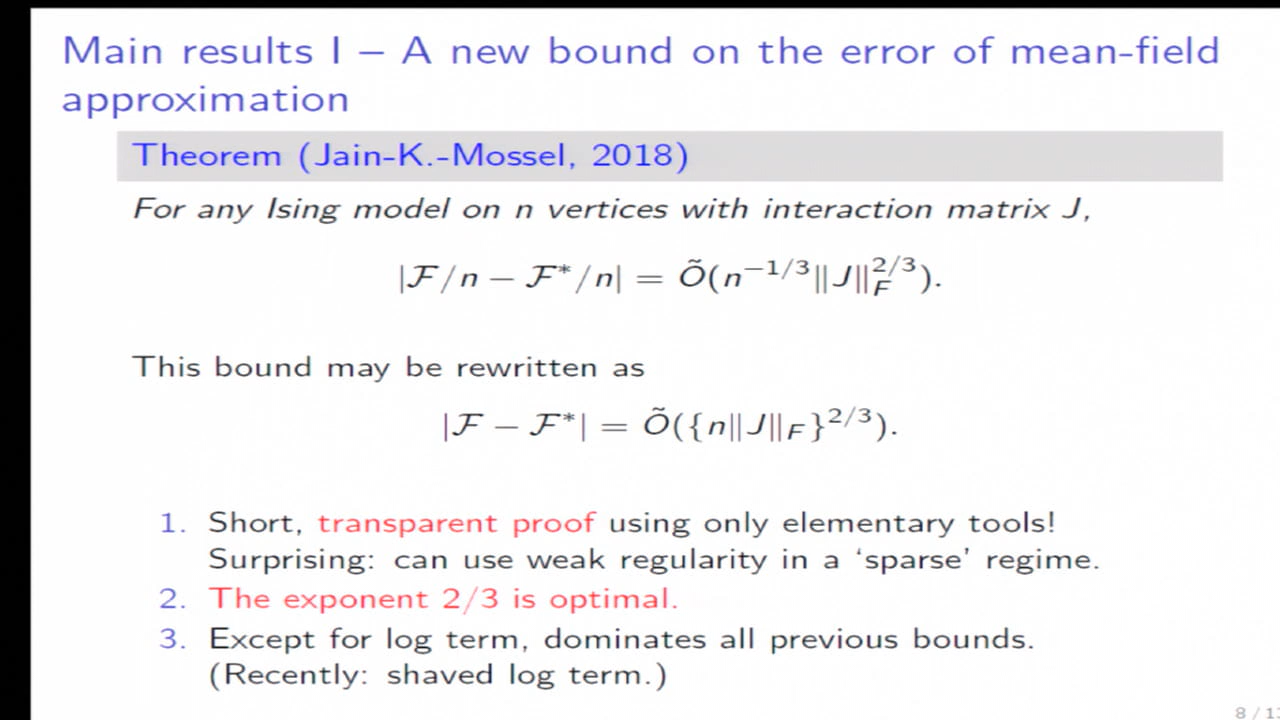 Main results I – A new bound on the error of mean-field
approximation
Theorem (Jain-K.-Mossel, 2018)
For any Ising model on n vertices with interaction matrix J,
|ℱ/n − ℱ*/n| = Õ(n^{−1/3}‖J‖_F^{2/3}).
This bound may be rewritten as
|ℱ − ℱ*| = Õ({n‖J‖_F}^{2/3}).
1. Short, transparent proof using only elementary tools!
Surprising: can use weak regularity in a ‘sparse’ regime.
2. The exponent 2/3 is optimal.
3. Except for log term, dominates all previous bounds.
(Recently: shaved log term.)
8 /